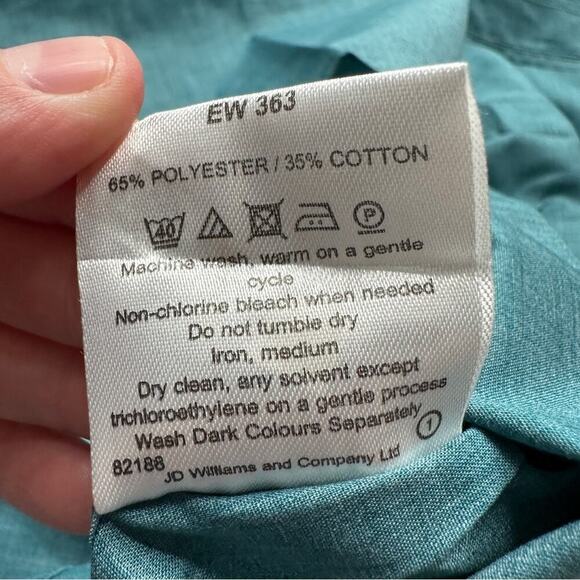 EW 363
65% POLYESTER / 35% COTTON
40 P
Machine wash, warm on a gentle
cycle
Non-chlorine bleach when needed
Do not tumble dry
Iron, medium
Dry clean, any solvent except
trichloroethylene on a gentle process
Wash Dark Colours Separately
82188 1
JD Williams and Company Ltd